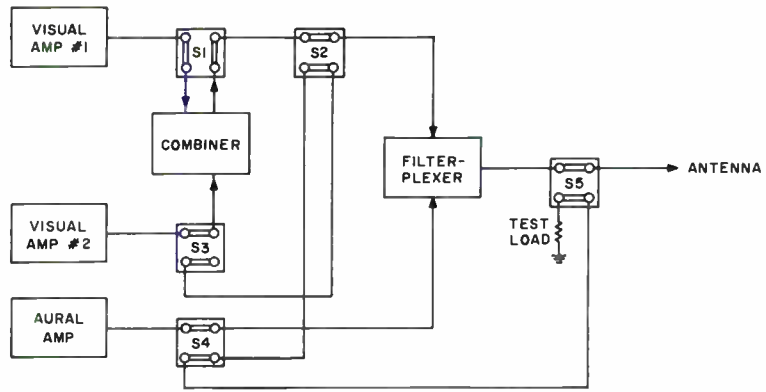 VISUAL
AMP #1
S1
S2
COMBINER
FILTER-
PLEXER
S5
ANTENNA
TEST
LOAD
VISUAL
AMP #2
S3
AURAL
AMP
S4